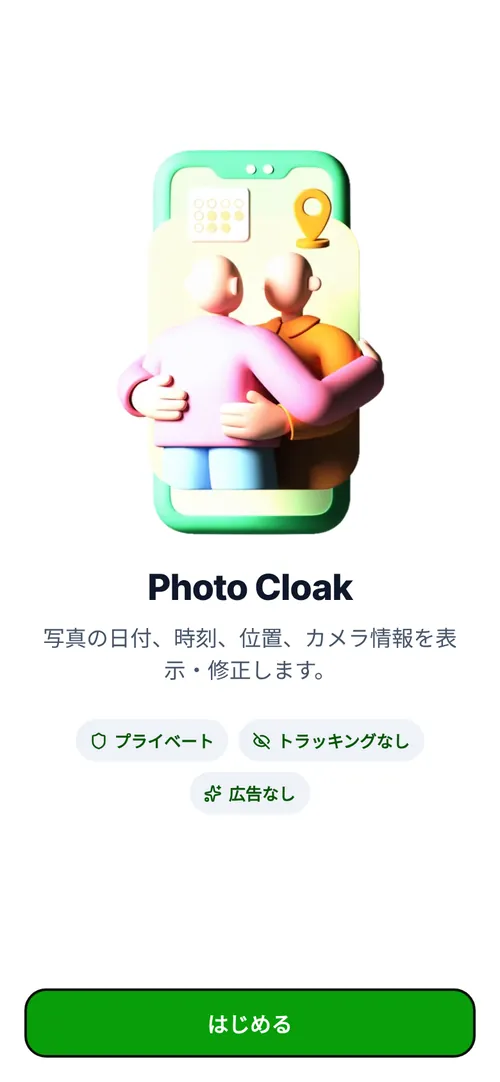 Photo Cloak
写真の日付、時刻、位置、カメラ情報を表
示・修正します。
プライベート
トラッキングなし
広告なし
はじめる